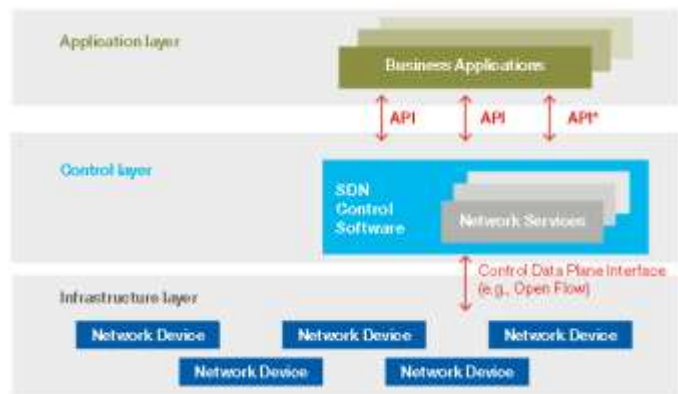 Application layer
Business Applications
API
API
API*
Control layer
SDN
Control
Software
Network Services
Control Data Plane Interface
(e.g., Open Flow)
Infrastructure layer
Network Device
Network Device
Network Device
Network Device
Network Device